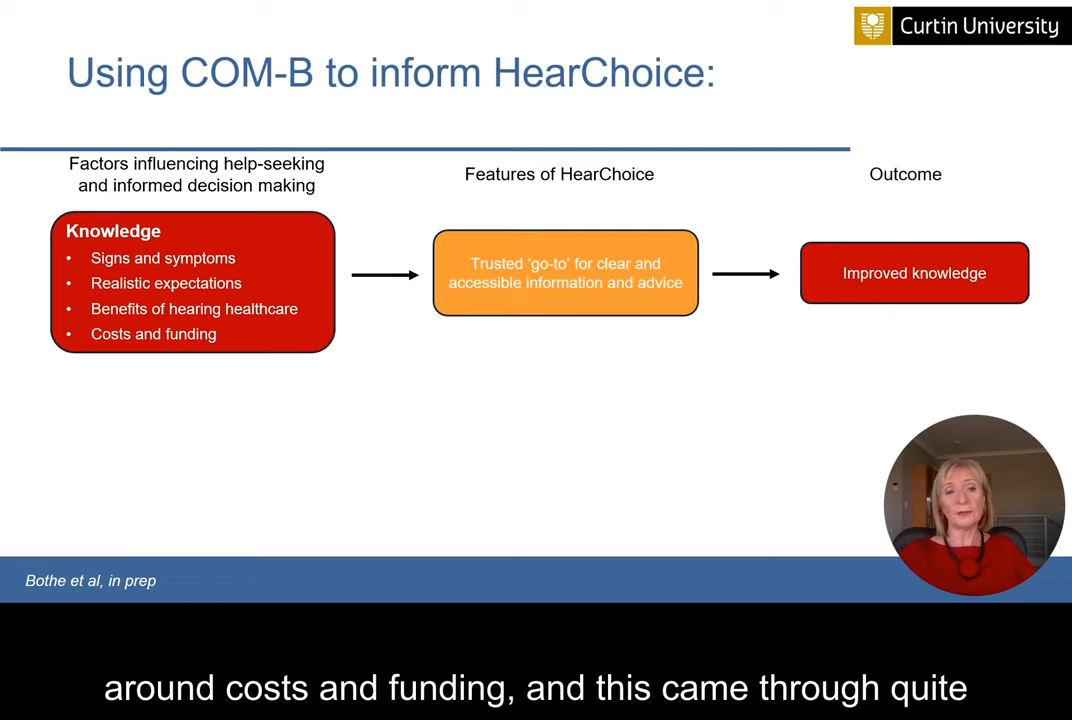 Curtin University
Using COM-B to inform HearChoice:
Factors influencing help-seeking
and informed decision making
Features of HearChoice
Outcome
Knowledge
• Signs and symptoms
• Realistic expectations
• Benefits of hearing healthcare
• Costs and funding
Trusted ‘go-to’ for clear and
accessible information and advice
Improved knowledge
Bothe et al, in prep
around costs and funding, and this came through quite